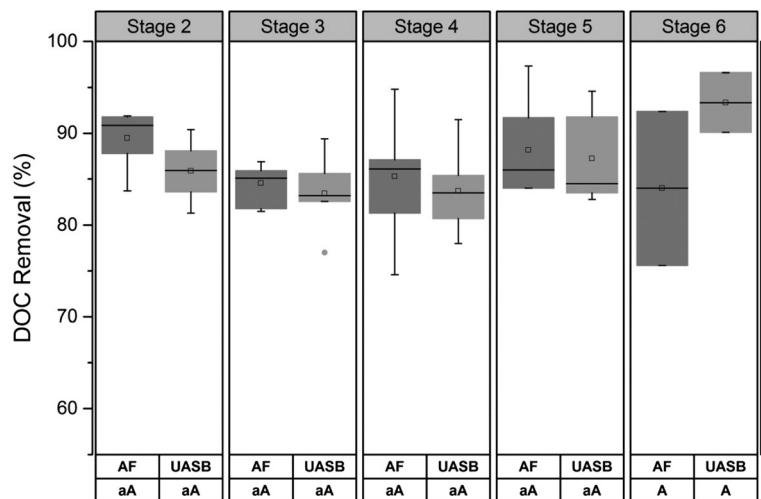 Stage 2 Stage 3 Stage 4 Stage 5 Stage 6
100
90
80
70
60
DOC Removal (%)
AF UASB AF UASB AF UASB AF UASB AF UASB
aA aA aA aA aA aA aA aA A A